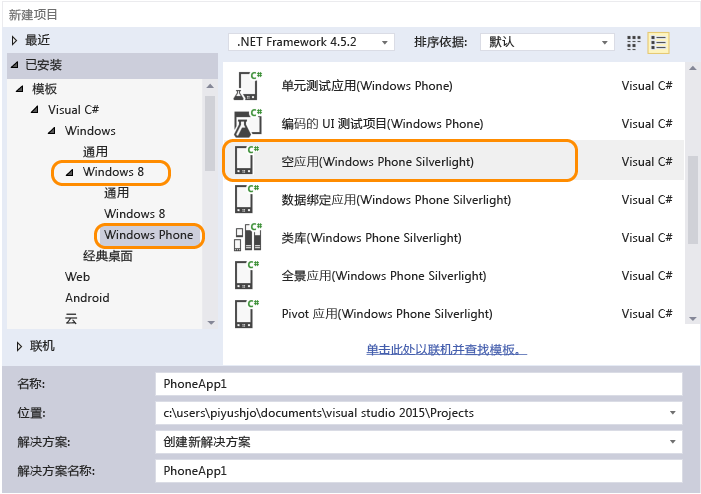 新建项目
最近
.NET Framework 4.5.2
排序依据:
默认
已安装
模板
Visual C#
Windows
通用
Windows 8
通用
Windows 8
Windows Phone
经典桌面
Web
Android
云
联机
C# 单元测试应用(Windows Phone) Visual C#
C# 编码的 UI 测试项目(Windows Phone) Visual C#
C# 空应用(Windows Phone Silverlight) Visual C#
C# 数据绑定应用(Windows Phone Silverlight) Visual C#
C# 类库(Windows Phone Silverlight) Visual C#
C# 全景应用(Windows Phone Silverlight) Visual C#
C# Pivot 应用(Windows Phone Silverlight) Visual C#
单击此处以联机并查找模板。
名称: PhoneApp1
位置: c:\users\piyushjo\documents\visual studio 2015\Projects
解决方案: 创建新解决方案
解决方案名称: PhoneApp1